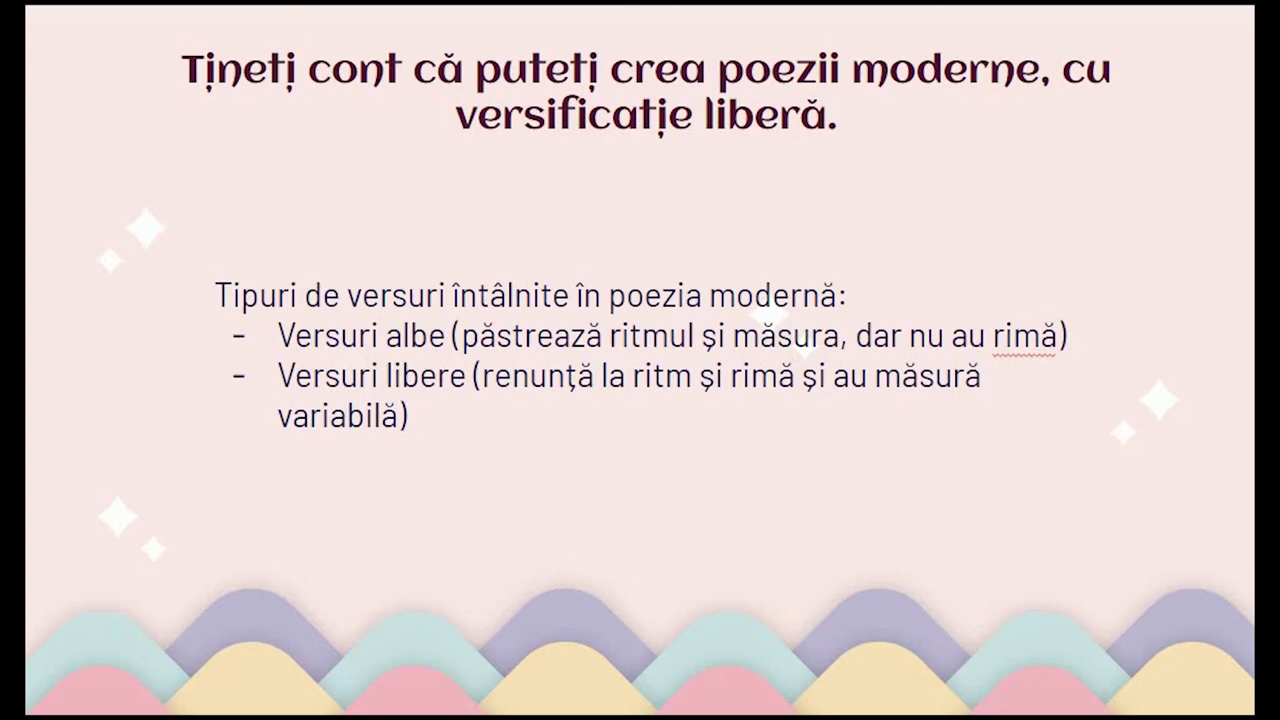 Țineți cont că puteți crea poezii moderne, cu
versificație liberă.
Tipuri de versuri întâlnite în poezia modernă:
- Versuri albe (păstrează ritmul și măsura, dar nu au rimă)
- Versuri libere (renunță la ritm și rimă și au măsură
variabilă)